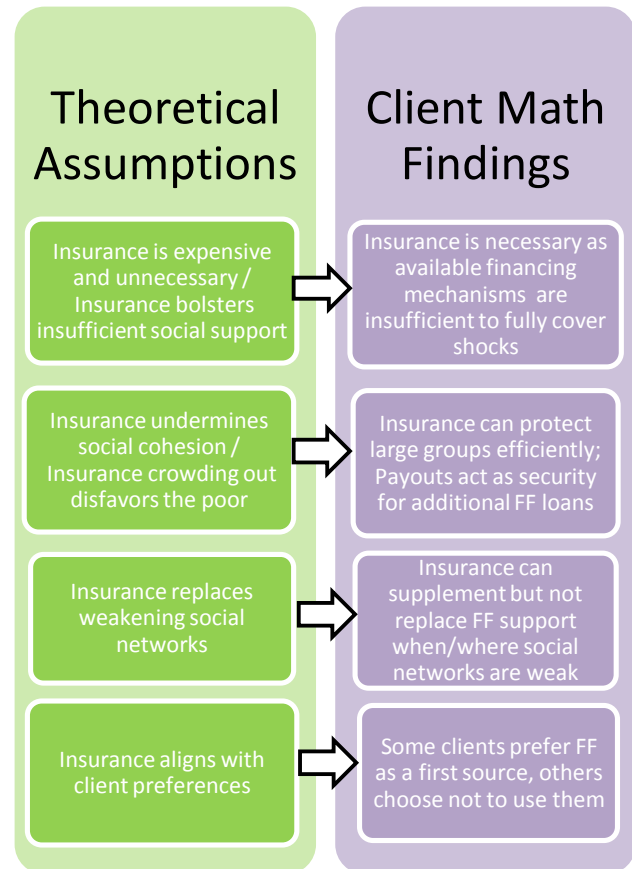 Theoretical
Assumptions
Insurance is expensive
and unnecessary /
Insurance bolsters
insufficient social support
Insurance undermines
social cohesion /
Insurance crowding out
disfavors the poor
Insurance replaces
weakening social
networks
Insurance aligns with
client preferences
Client Math
Findings
Insurance is necessary as
available financing
mechanisms are
insufficient to fully cover
shocks
Insurance can protect
large groups efficiently;
Payouts act as security
for additional FF loans
Insurance can
supplement but not
replace FF support
when/where social
networks are weak
Some clients prefer FF
as a first source, others
choose not to use them